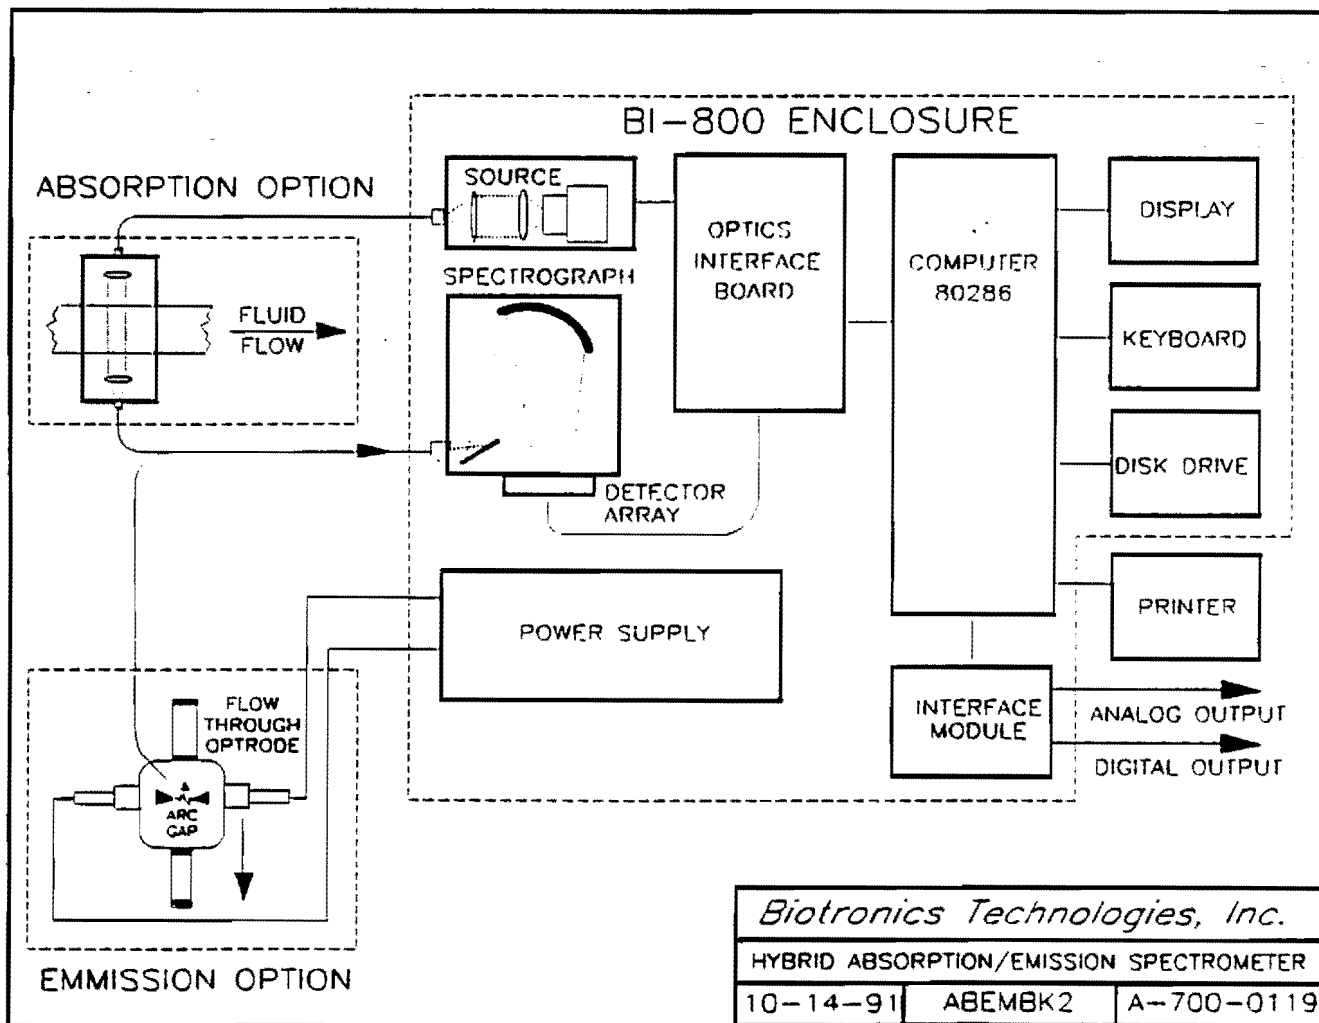 BI-800 ENCLOSURE
ABSORPTION OPTION
FLUID
FLOW
SOURCE
SPECTROGRAPH
DETECTOR
ARRAY
OPTICS
INTERFACE
BOARD
COMPUTER
80286
DISPLAY
KEYBOARD
DISK DRIVE
PRINTER
POWER SUPPLY
INTERFACE
MODULE
ANALOG OUTPUT
DIGITAL OUTPUT
FLOW
THROUGH
OPTRODE
ARC
GAP
EMMISSION OPTION
Biotronics Technologies, Inc.
HYBRID ABSORPTION/EMISSION SPECTROMETER
10-14-91 ABEMBK2 A-700-0119